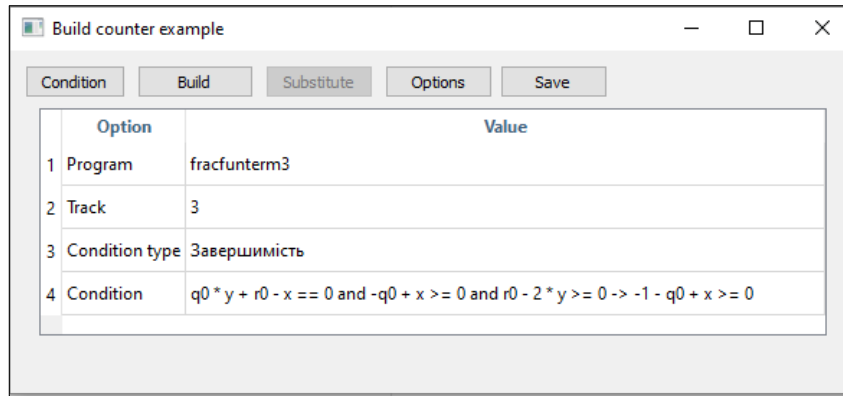 Build counter example
Condition Build Substitute Options Save
Option Value
1 Program fracfunterm3
2 Track 3
3 Condition type Завершимість
4 Condition q0 * y + r0 - x == 0 and -q0 + x >= 0 and r0 - 2 * y >= 0 -> -1 - q0 + x >= 0